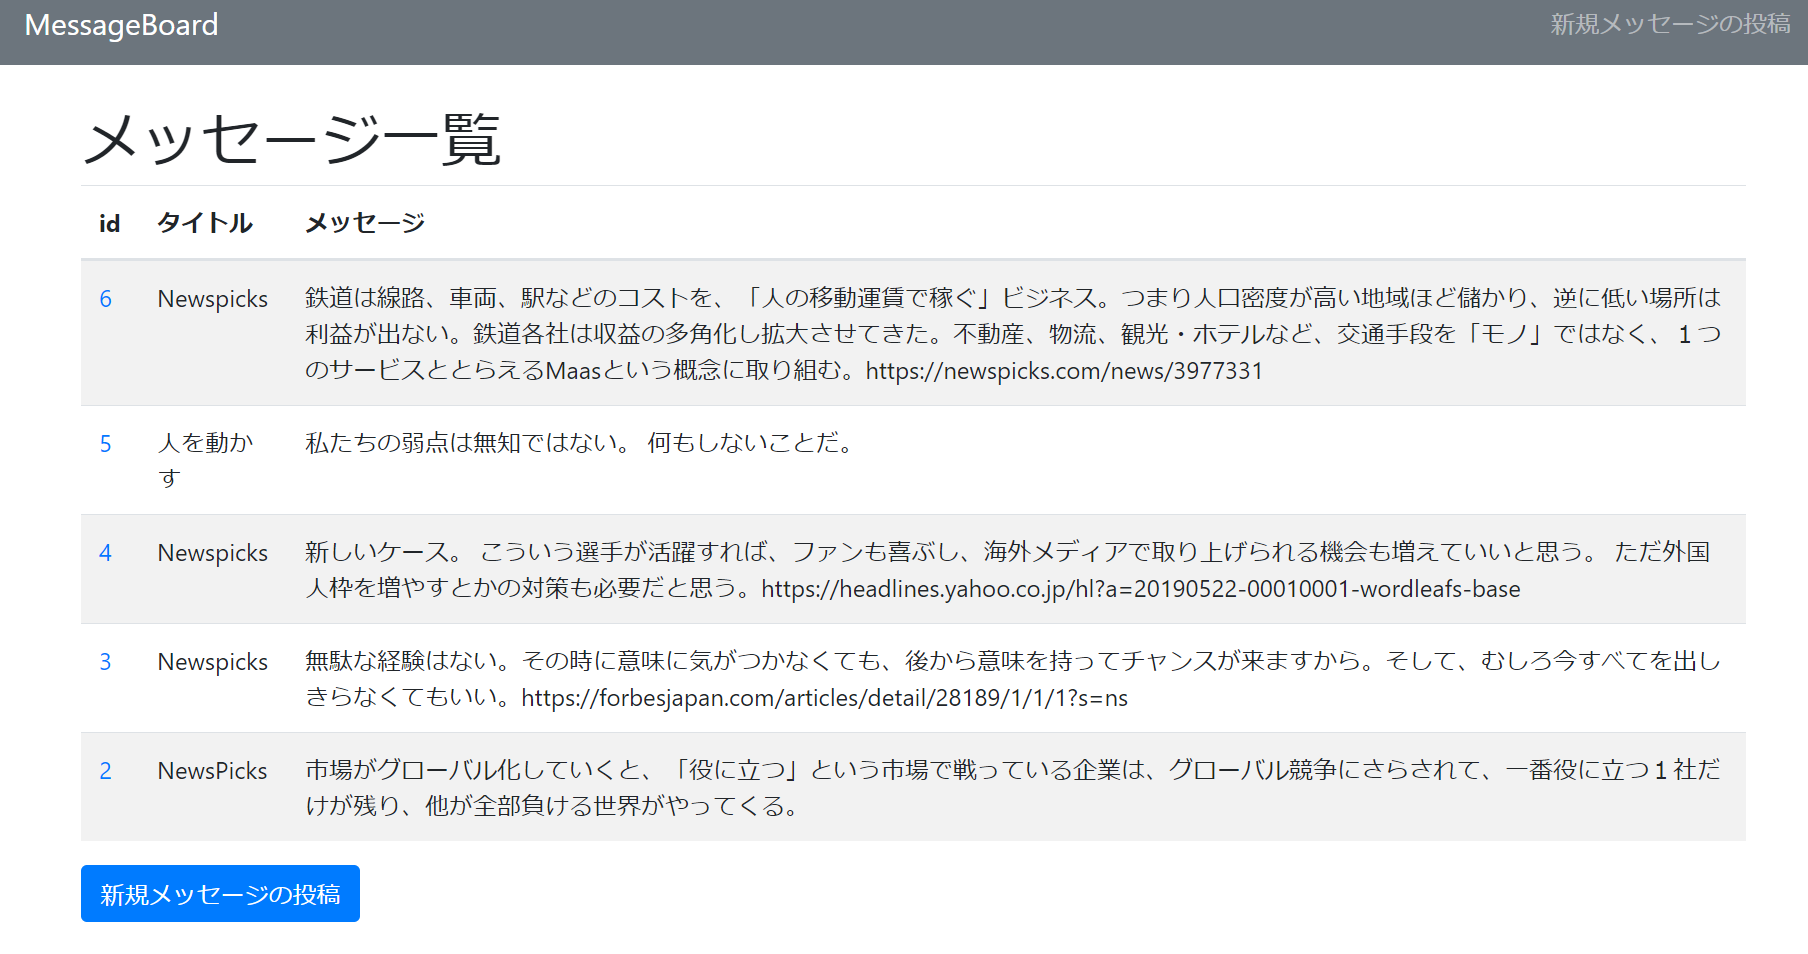 MessageBoard
新規メッセージの投稿
メッセージ一覧
id タイトル メッセージ
6 Newspicks 鉄道は線路、車両、駅などのコストを、「人の移動運賃で稼ぐ」ビジネス。つまり人口密度が高い地域ほど儲かり、逆に低い場所は
利益が出ない。鉄道各社は収益の多角化し拡大させてきた。不動産、物流、観光・ホテルなど、交通手段を「モノ」ではなく、１つ
のサービスととらえるMaasという概念に取り組む。https://newspicks.com/news/3977331
5 人を動か 私たちの弱点は無知ではない。 何もしないことだ。
す
4 Newspicks 新しいケース。 こういう選手が活躍すれば、ファンも喜ぶし、海外メディアで取り上げられる機会も増えていいと思う。 ただ外国
人枠を増やすとかの対策も必要だと思う。https://headlines.yahoo.co.jp/hl?a=20190522-00010001-wordleafs-base
3 Newspicks 無駄な経験はない。その時に意味に気がつかなくても、後から意味を持ってチャンスが来ますから。そして、むしろ今すべてを出し
きらなくてもいい。https://forbesjapan.com/articles/detail/28189/1/1/1?s=ns
2 NewsPicks 市場がグローバル化していくと、「役に立つ」という市場で戦っている企業は、グローバル競争にさらされて、一番役に立つ１社だ
けが残り、他が全部負ける世界がやってくる。
新規メッセージの投稿